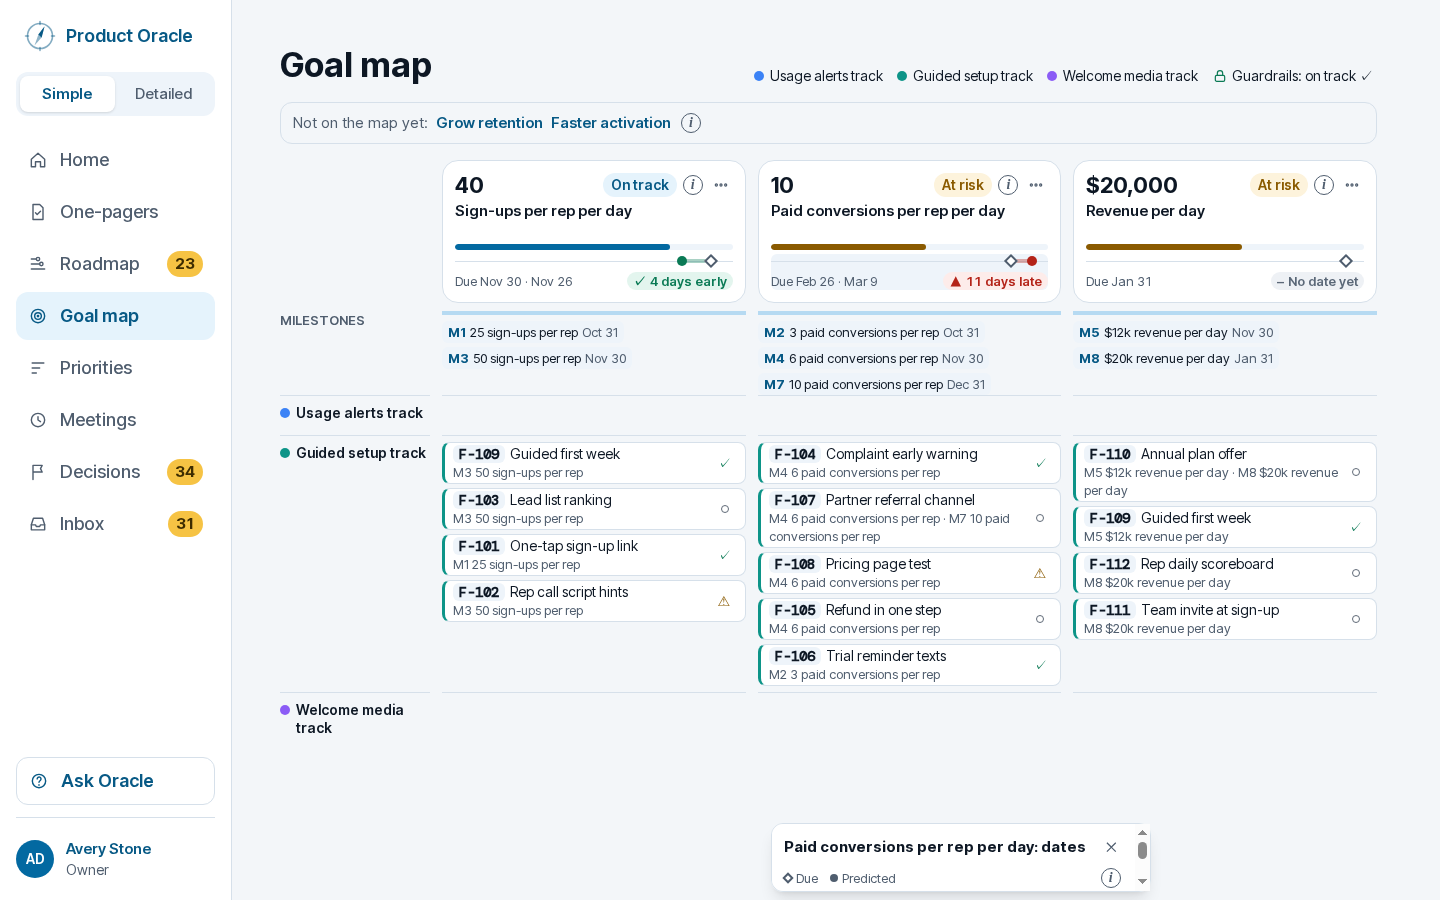 Product Oracle
Simple
Detailed
Home
One-pagers
Roadmap
23
Goal map
Priorities
Meetings
Decisions
34
Inbox
31
Ask Oracle
AD
Avery Stone
Owner
Goal map
Usage alerts track
Guided setup track
Welcome media track
Guardrails: on track ✓
Not on the map yet: Grow retention Faster activation i
40
On track
i
Sign-ups per rep per day
Due Nov 30 · Nov 26
✓ 4 days early
10
At risk
i
Paid conversions per rep per day
Due Feb 26 · Mar 9
▲ 11 days late
$20,000
At risk
i
Revenue per day
Due Jan 31
– No date yet
MILESTONES
M1 25 sign-ups per rep Oct 31
M3 50 sign-ups per rep Nov 30
M2 3 paid conversions per rep Oct 31
M4 6 paid conversions per rep Nov 30
M7 10 paid conversions per rep Dec 31
M5 $12k revenue per day Nov 30
M8 $20k revenue per day Jan 31
Usage alerts track
Guided setup track
F-109 Guided first week
M3 50 sign-ups per rep
✓
F-103 Lead list ranking
M3 50 sign-ups per rep
○
F-101 One-tap sign-up link
M1 25 sign-ups per rep
✓
F-102 Rep call script hints
M3 50 sign-ups per rep
⚠
F-104 Complaint early warning
M4 6 paid conversions per rep
✓
F-107 Partner referral channel
M4 6 paid conversions per rep · M7 10 paid
conversions per rep
○
F-108 Pricing page test
M4 6 paid conversions per rep
⚠
F-105 Refund in one step
M4 6 paid conversions per rep
○
F-106 Trial reminder texts
M2 3 paid conversions per rep
✓
F-110 Annual plan offer
M5 $12k revenue per day · M8 $20k revenue
per day
○
F-109 Guided first week
M5 $12k revenue per day
✓
F-112 Rep daily scoreboard
M8 $20k revenue per day
○
F-111 Team invite at sign-up
M8 $20k revenue per day
○
Welcome media
track
Paid conversions per rep per day: dates
Due
Predicted
i